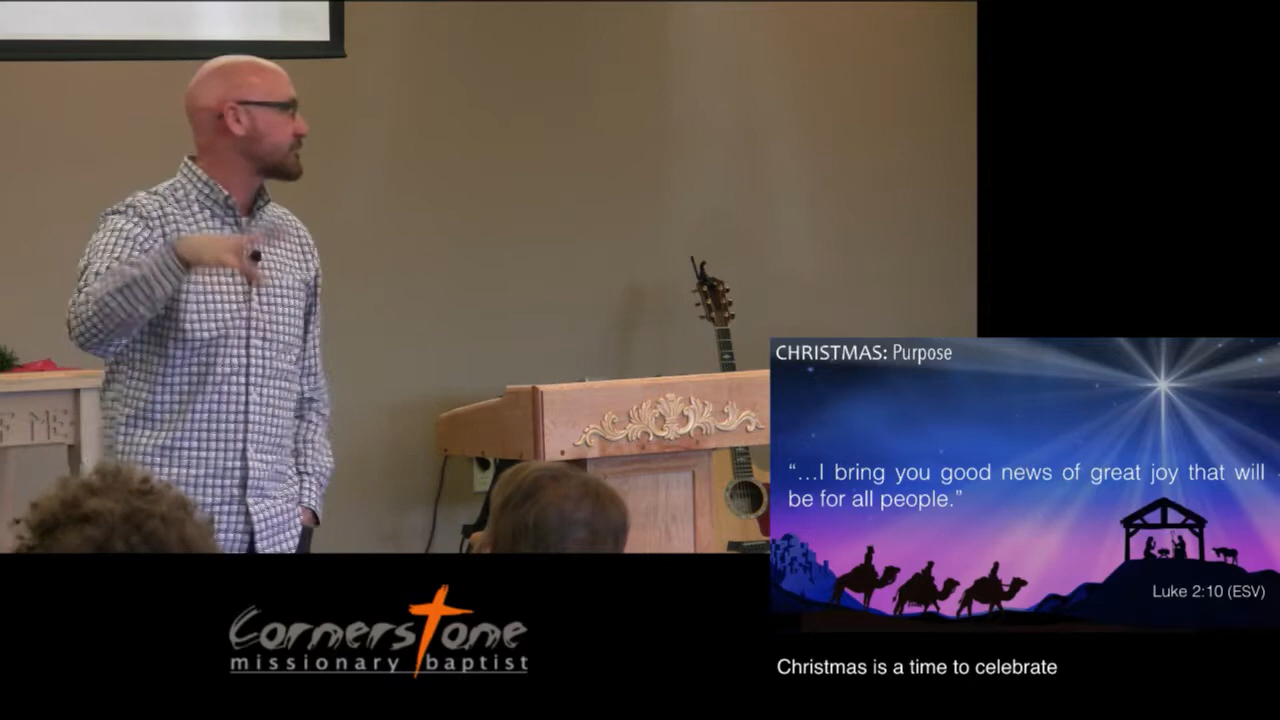 F ME
CHRISTMAS: Purpose
“...I bring you good news of great joy that will
be for all people.”
Luke 2:10 (ESV)
Cornerstone
missionary baptist
Christmas is a time to celebrate